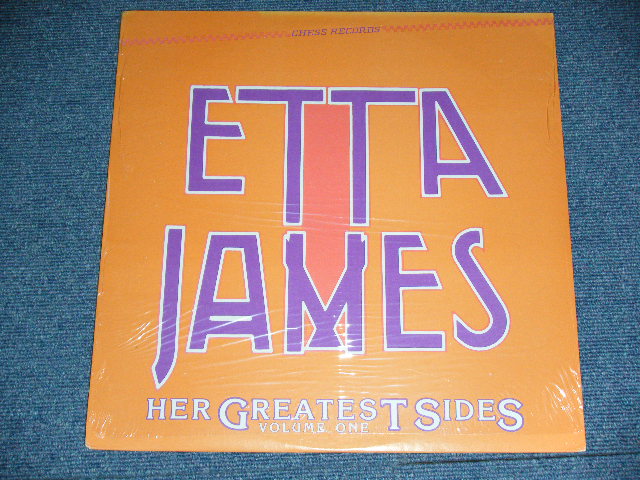 CHESS RECORDS
ETTA
JAMES
HER GREATEST SIDES
VOLUME ONE